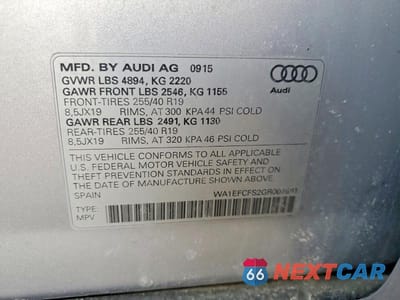 MFD. BY AUDI AG 0915
GVWR LBS 4894, KG 2220
GAWR FRONT LBS 2546, KG 1155
FRONT-TIRES 255/40 R19
8,5JX19 RIMS, AT 300 KPA 44 PSI COLD
GAWR REAR LBS 2491, KG 1130
REAR-TIRES 255/40 R19
8,5JX19 RIMS, AT 320 KPA 46 PSI COLD
Audi
THIS VEHICLE CONFORMS TO ALL APPLICABLE
U.S. FEDERAL MOTOR VEHICLE SAFETY AND
THEFT PREVENTION STANDARDS IN EFFECT ON
THE DATE OF MANUFACTURE SHOWN ABOVE.
SPAIN
TYPE:
MPV
66 NEXTCAR